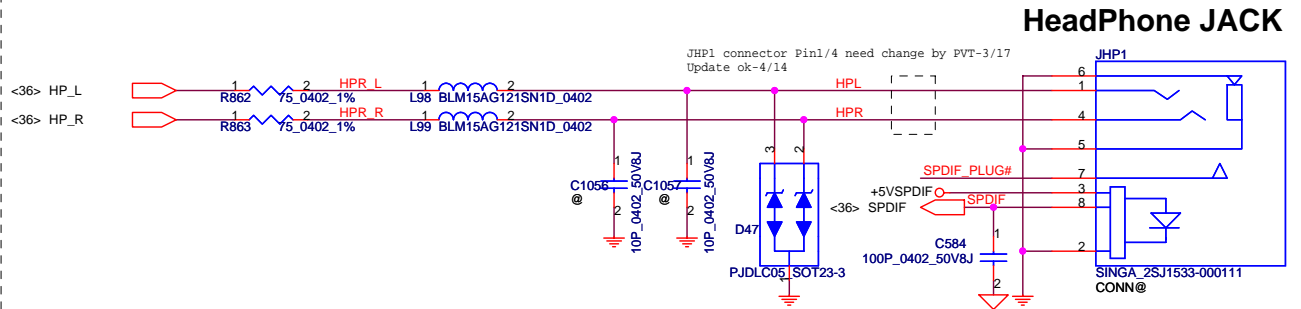 HeadPhone JACK
JHP1 connector Pin1/4 need change by PVT-3/17
Update ok-4/14
JHP1
6
<36> HP_L
1
2
HPR_L
1
2
HPL
1
R862
75_0402_1%
L98 BLM15AG121SN1D_0402
<36> HP_R
1
2
HPR_R
1
2
HPR
4
R863
75_0402_1%
L99 BLM15AG121SN1D_0402
5
3
2
1
1
SPDIF_PLUG#
7
C1056
@
2
10P_0402_50V8J
C1057
@
2
10P_0402_50V8J
+5VSPDIF
3
<36> SPDIF
SPDIF
8
D47
1
C584
100P_0402_50V8J
2
2
PJDLC05_SOT23-3
1
SINGA_2SJ1533-000111
CONN@